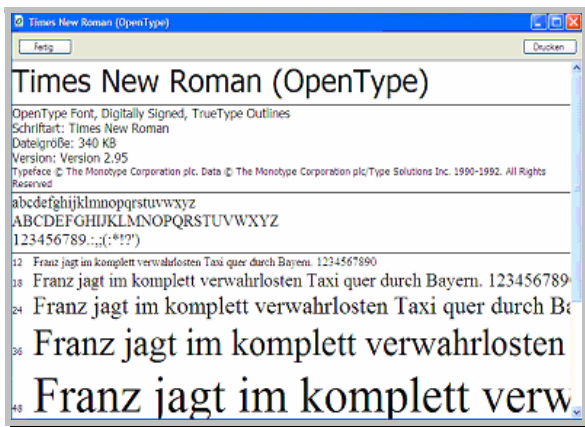 Times New Roman (OpenType)
Fertig
Drucken
Times New Roman (OpenType)
OpenType Font, Digitally Signed, TrueType Outlines
Schriftart: Times New Roman
Dateigröße: 340 KB
Version: Version 2.95
Typeface © The Monotype Corporation plc. Data © The Monotype Corporation plc/Type Solutions Inc. 1990-1992. All Rights
Reserved
abcdefghijklmnopqrstuvwxyz
ABCDEFGHIJKLMNOPQRSTUVWXYZ
123456789.:,;(:*!?')
12 Franz jagt im komplett verwahrlosten Taxi quer durch Bayern. 1234567890
18 Franz jagt im komplett verwahrlosten Taxi quer durch Bayern. 123456789
24 Franz jagt im komplett verwahrlosten Taxi quer durch Ba
36 Franz jagt im komplett verwahrlosten
48 Franz jagt im komplett verw